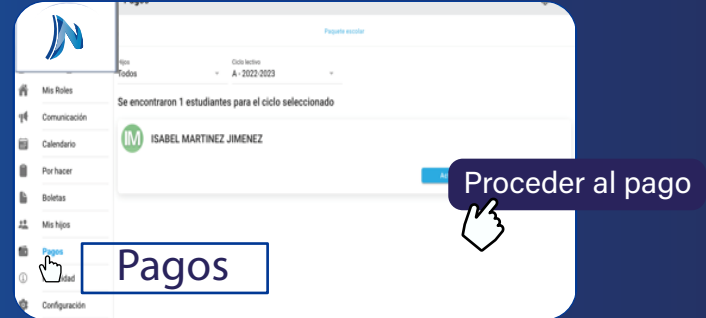 Pagos
Paquete escolar
Hijos
Ciclo lectivo
Todos
A - 2022-2023
Se encontraron 1 estudiantes para el ciclo seleccionado
IM
ISABEL MARTINEZ JIMENEZ
Proceder al pago
Mis Roles
Comunicación
Calendario
Por hacer
Boletas
Mis hijos
Pagos
Pagos
Configuración